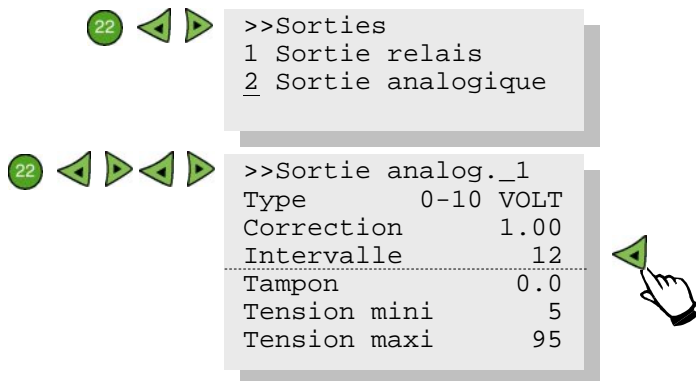 22
>>Sorties
1 Sortie relais
2 Sortie analogique
22
>>Sortie analog._1
Type 0-10 VOLT
Correction 1.00
Intervalle 12
Tampon 0.0
Tension mini 5
Tension maxi 95